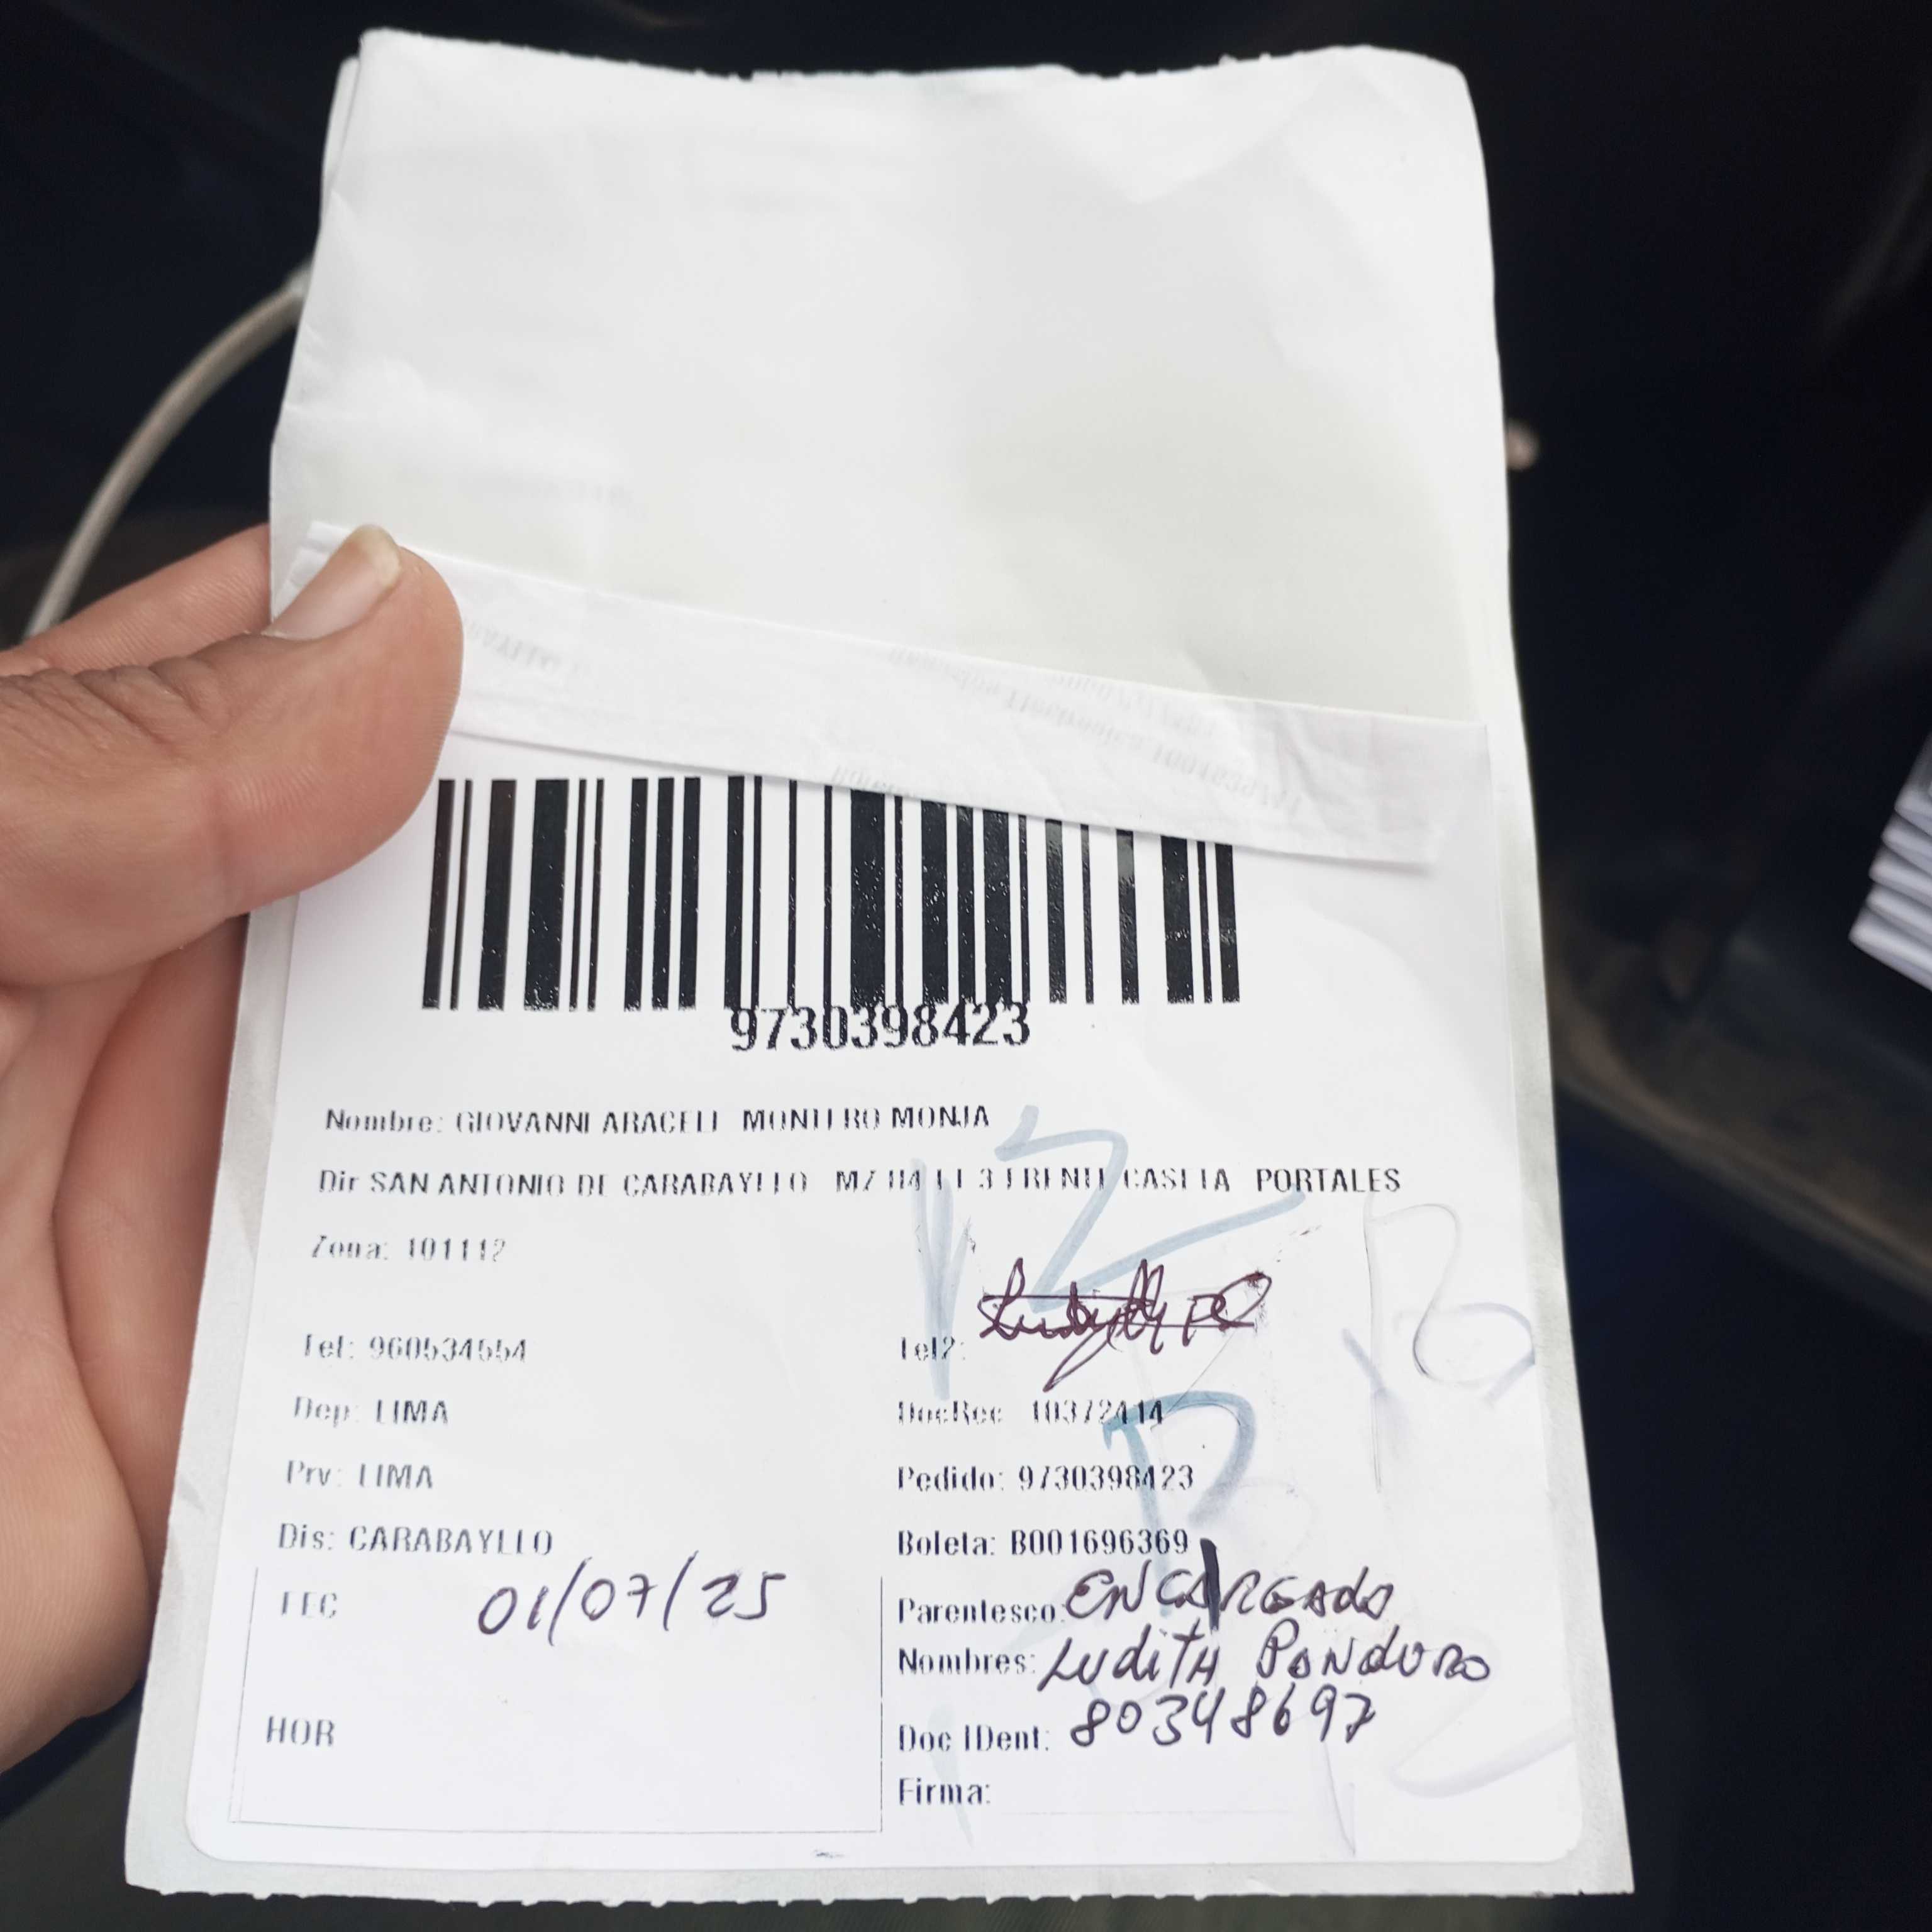 9730398423
Nombre: GIOVANNI ARACELI MONTERO MONJA
Dir SAN ANTONIO DE CARABAYLLO MZ H4 LT 3 FRENTE CASETA PORTALES
Zona: 101112
12
Tel: 960534554
Tel2:
Dep: LIMA
DocRec 10372414
Prv: LIMA
Pedido: 9730398423
Dis: CARABAYLLO
Boleta: B001696369
FEC 01/07/25
Parentesco: ENCARGADO
Nombres: Ludith Panduro
HOR
Doc IDent: 80348697
Firma: